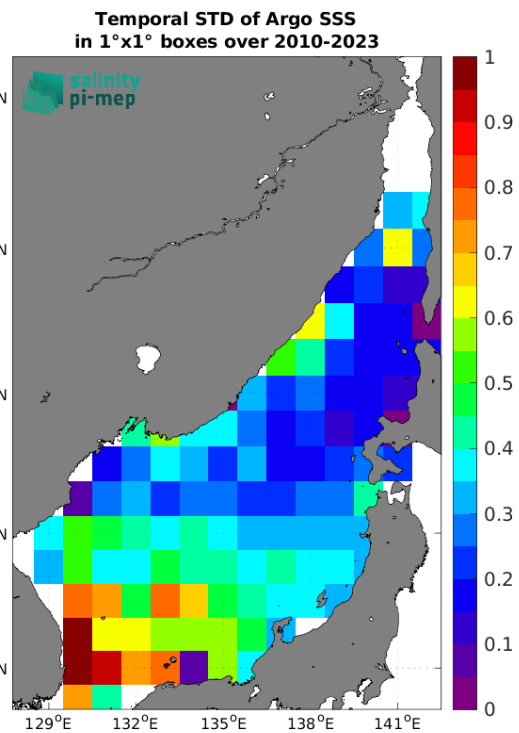 Temporal STD of Argo SSS
in 1°x1° boxes over 2010-2023
salinity
pi-mep
N
N
N
N
N
1
0.9
0.8
0.7
0.6
0.5
0.4
0.3
0.2
0.1
0
129°E 132°E 135°E 138°E 141°E